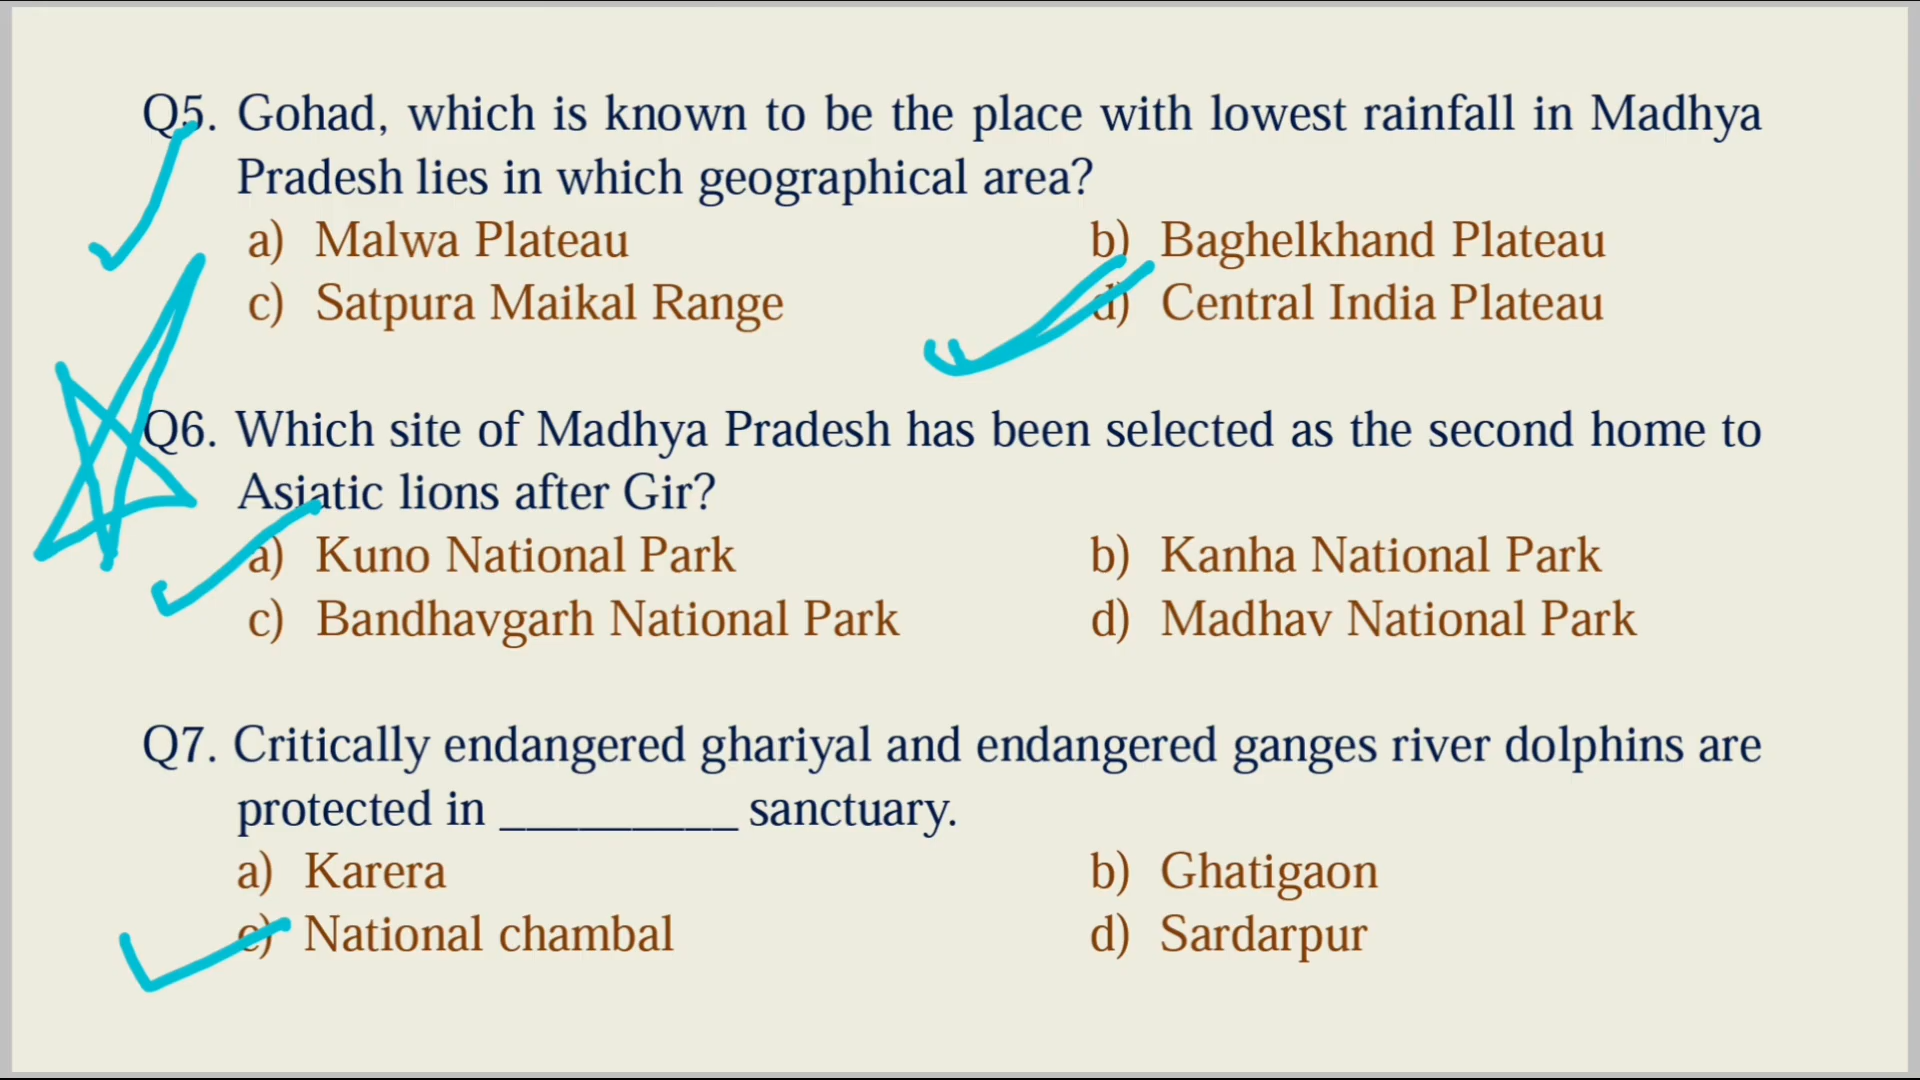 Q5. Gohad, which is known to be the place with lowest rainfall in Madhya
Pradesh lies in which geographical area?
a) Malwa Plateau b) Baghelkhand Plateau
c) Satpura Maikal Range d) Central India Plateau
Q6. Which site of Madhya Pradesh has been selected as the second home to
Asiatic lions after Gir?
a) Kuno National Park b) Kanha National Park
c) Bandhavgarh National Park d) Madhav National Park
Q7. Critically endangered ghariyal and endangered ganges river dolphins are
protected in _________ sanctuary.
a) Karera b) Ghatigaon
c) National chambal d) Sardarpur